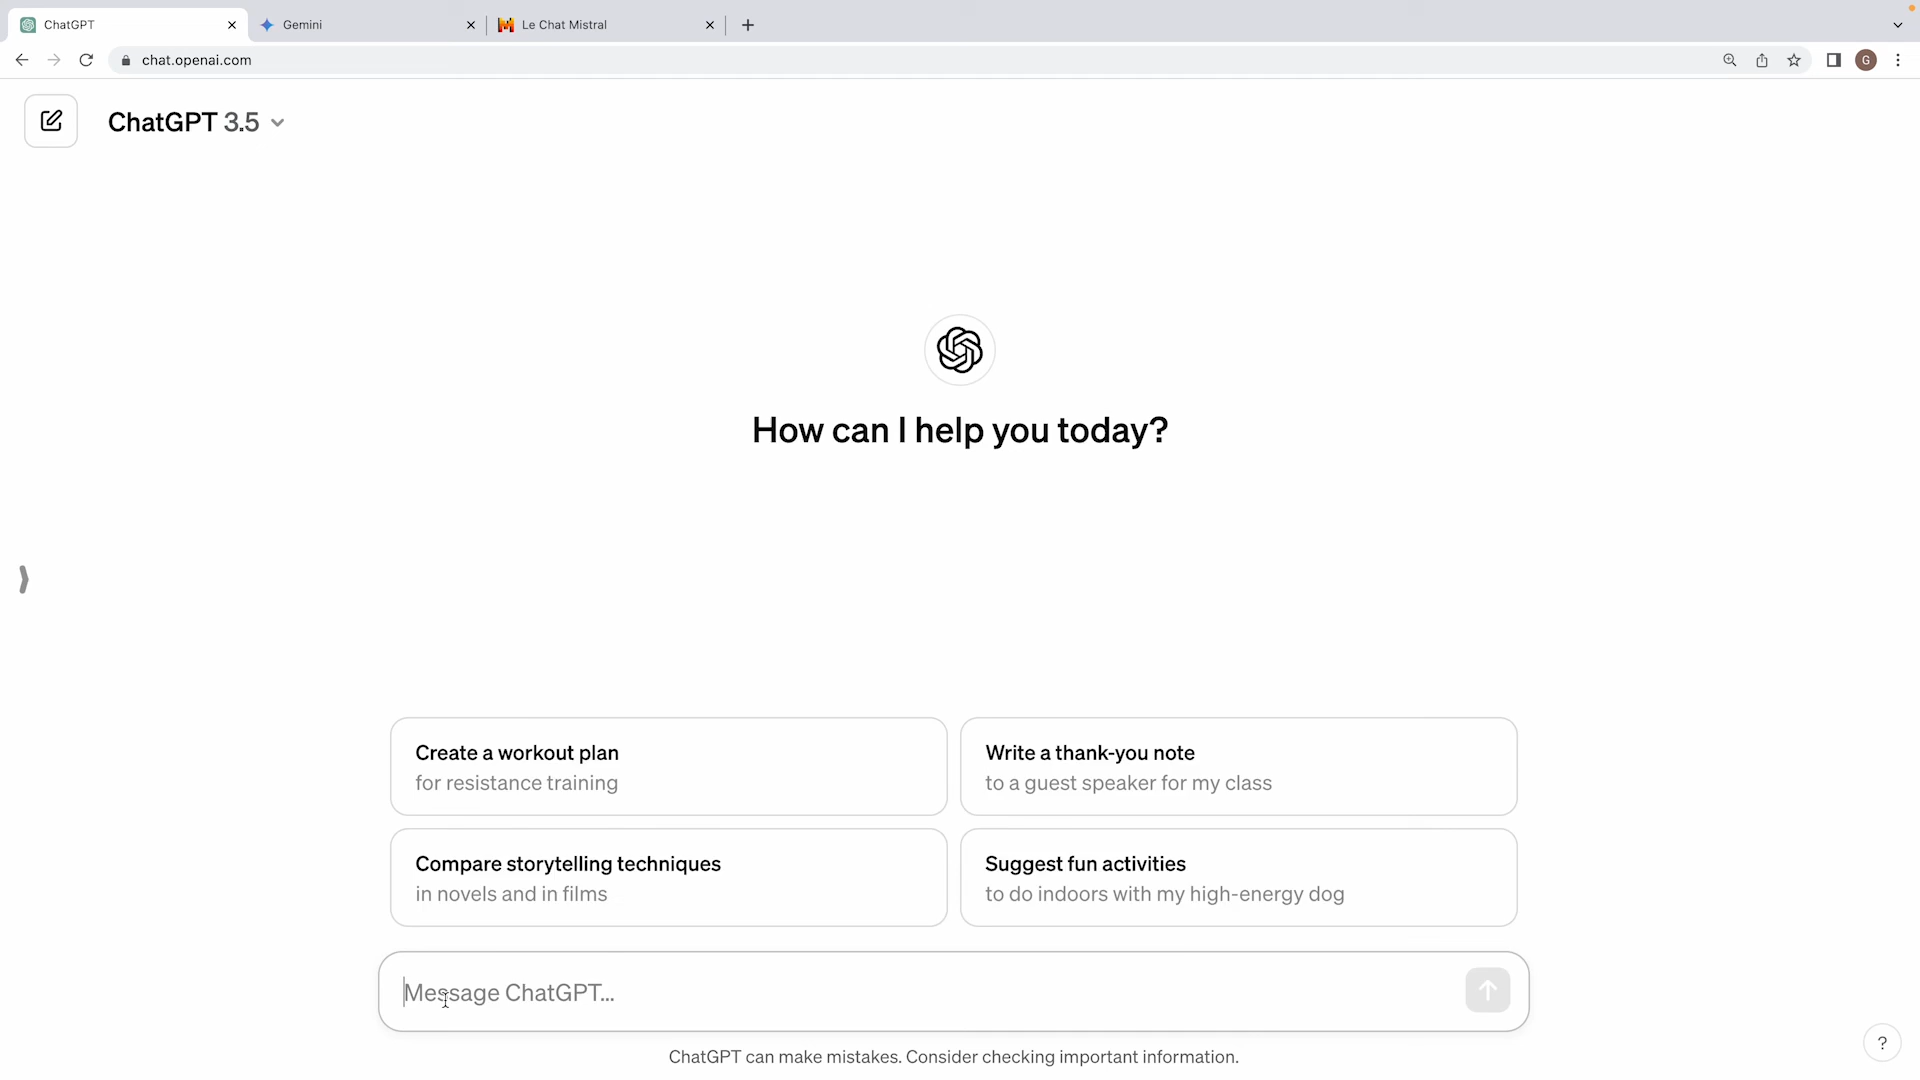 ChatGPT
Gemini
Le Chat Mistral
chat.openai.com
G
ChatGPT 3.5
How can I help you today?
Create a workout plan
for resistance training
Write a thank-you note
to a guest speaker for my class
Compare storytelling techniques
in novels and in films
Suggest fun activities
to do indoors with my high-energy dog
Message ChatGPT...
ChatGPT can make mistakes. Consider checking important information.
?